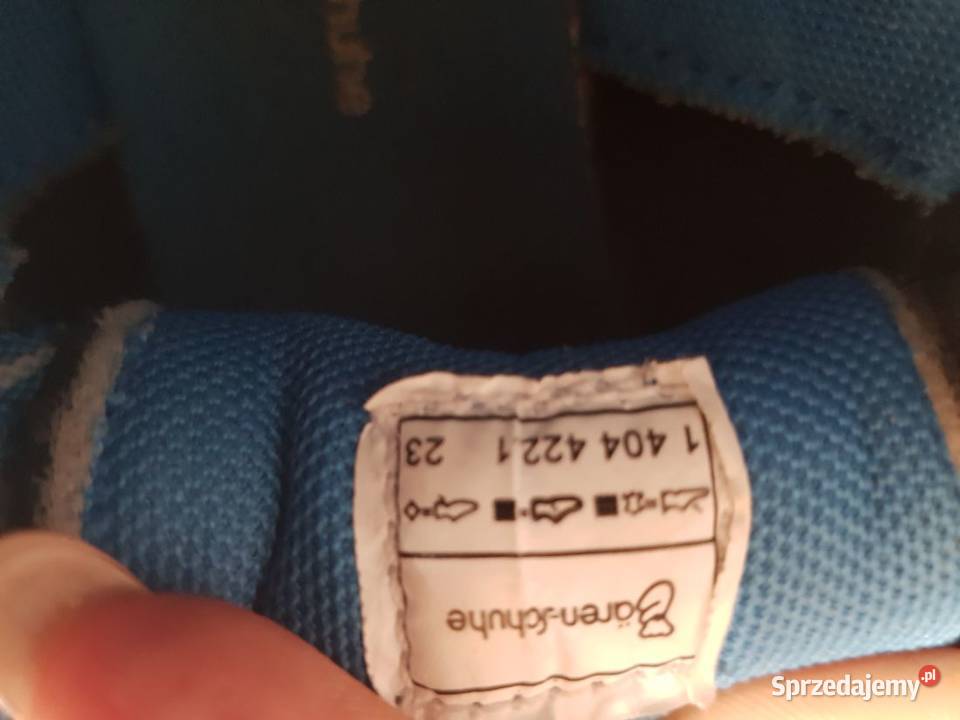 Bären-Schuhe
1 404 422 1 23
Sprzedajemy.pl